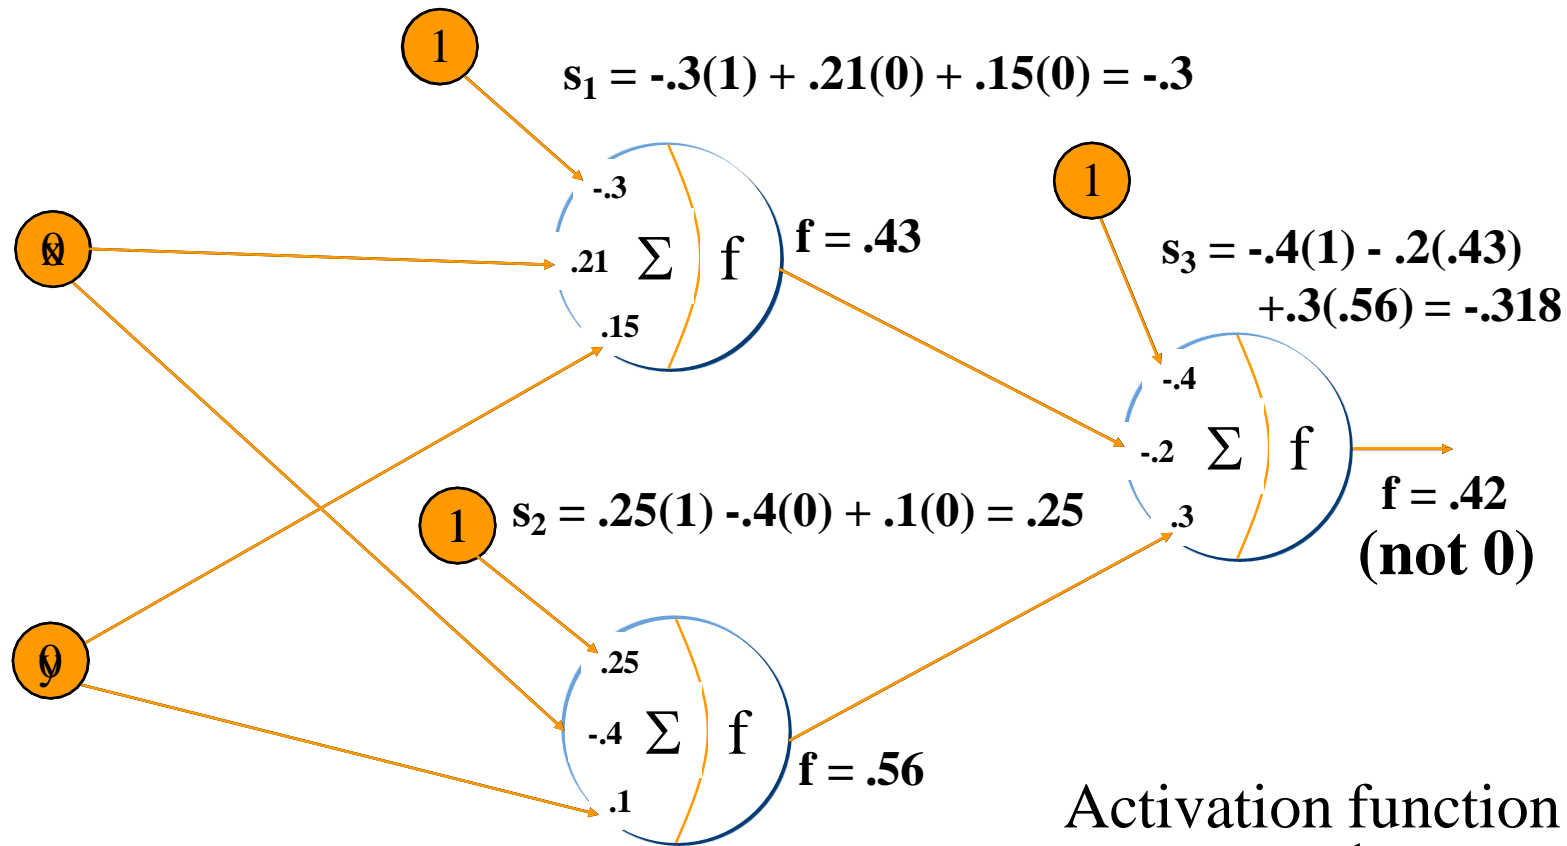 1
s1 = -.3(1) + .21(0) + .15(0) = -.3
1
-.3
.21 Σ f
.15
f = .43
s3 = -.4(1) - .2(.43)
+.3(.56) = -.318
-.4
-.2 Σ f
.3
f = .42
(not 0)
1
s2 = .25(1) -.4(0) + .1(0) = .25
.25
-.4 Σ f
.1
f = .56
Activation function